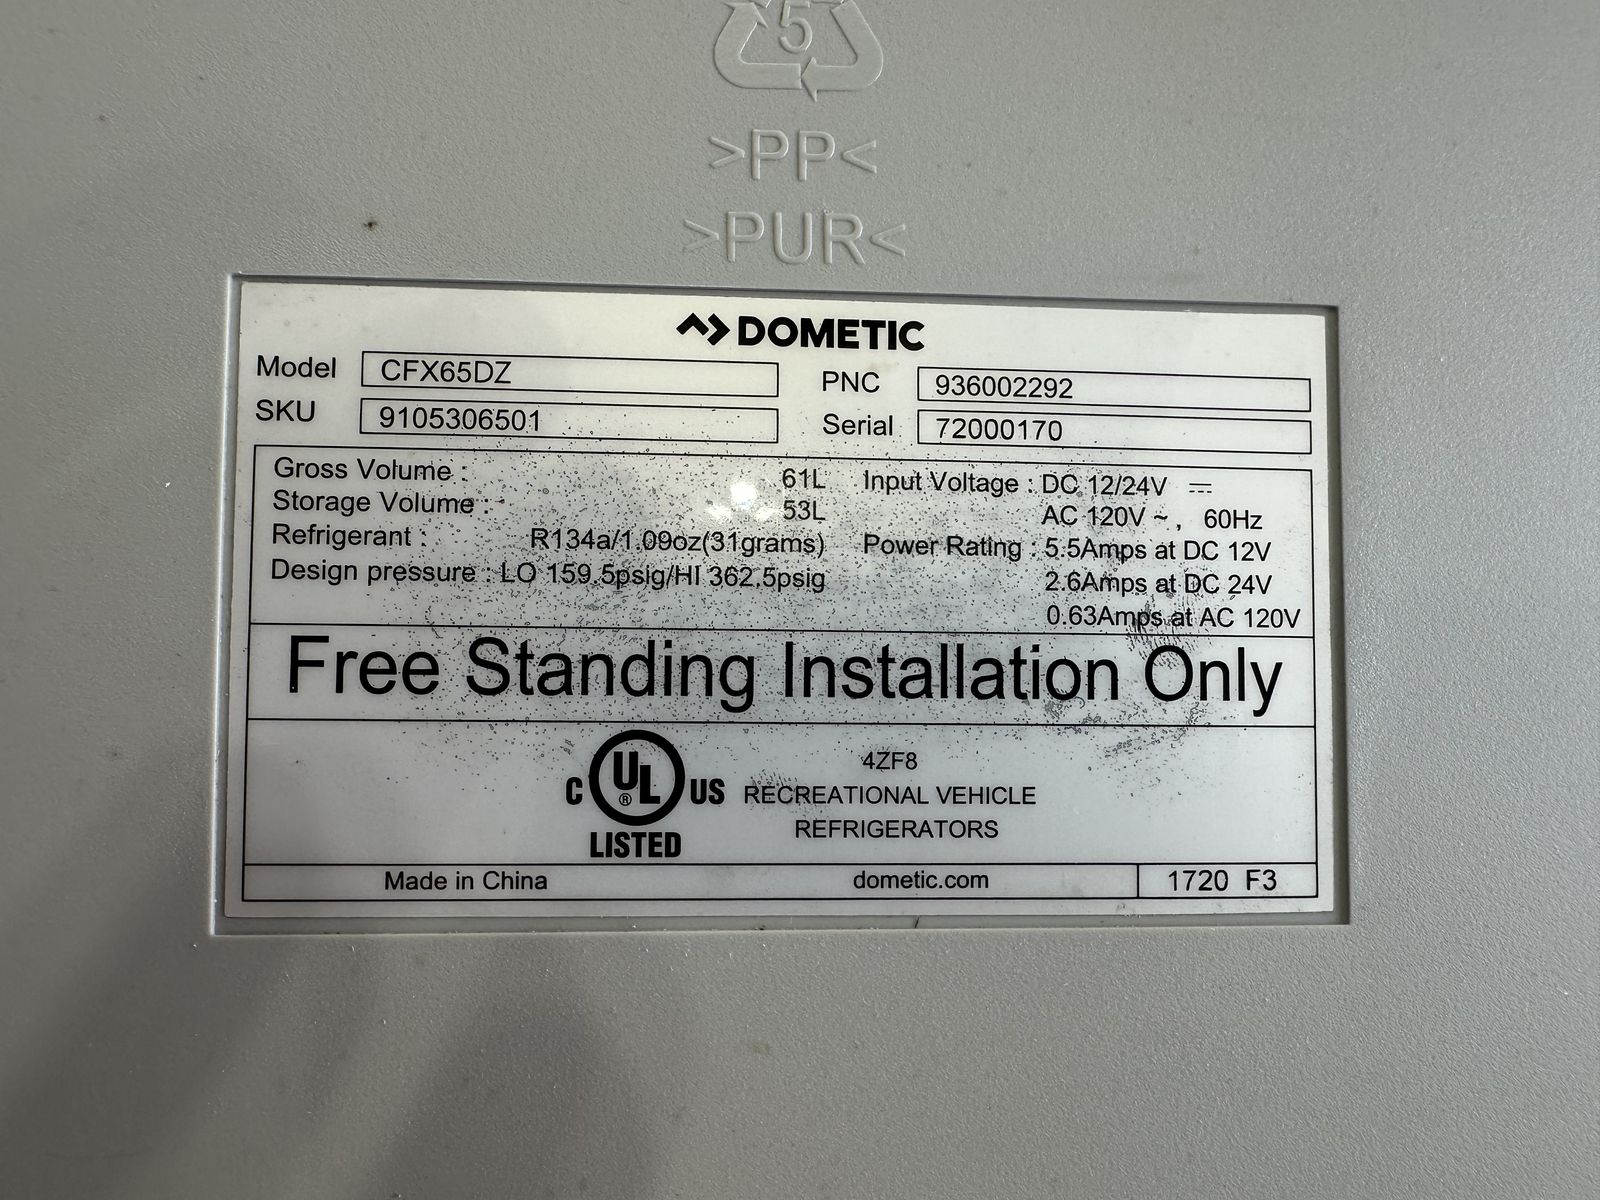 5
>PP<
>PUR<
DOMETIC
Model CFX65DZ PNC 936002292
SKU 9105306501 Serial 72000170
Gross Volume : 61L Input Voltage : DC 12/24V ⎓
Storage Volume : 53L AC 120V ~ , 60Hz
Refrigerant : R134a/1.09oz(31grams) Power Rating : 5.5Amps at DC 12V
Design pressure : LO 159.5psig/HI 362.5psig 2.6Amps at DC 24V
0.63Amps at AC 120V
Free Standing Installation Only
C UL ® US LISTED
4ZF8
RECREATIONAL VEHICLE
REFRIGERATORS
Made in China dometic.com 1720 F3